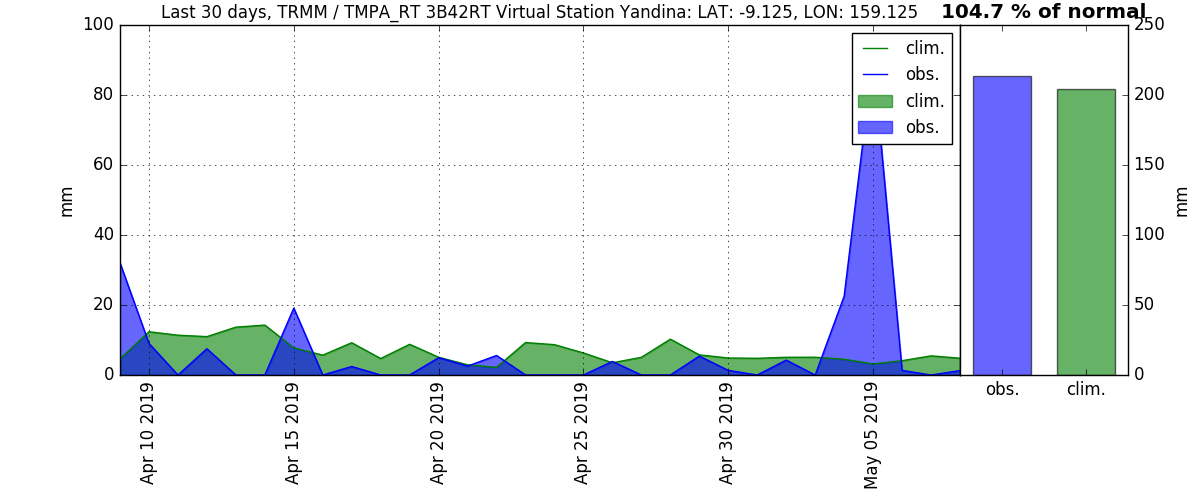 Last 30 days, TRMM / TMPA_RT 3B42RT Virtual Station Yandina: LAT: -9.125, LON: 159.125
104.7 % of normal
100
80
60
40
20
0
mm
clim.
obs.
clim.
obs.
250
200
150
100
50
0
mm
Apr 10 2019
Apr 15 2019
Apr 20 2019
Apr 25 2019
Apr 30 2019
May 05 2019
obs.
clim.